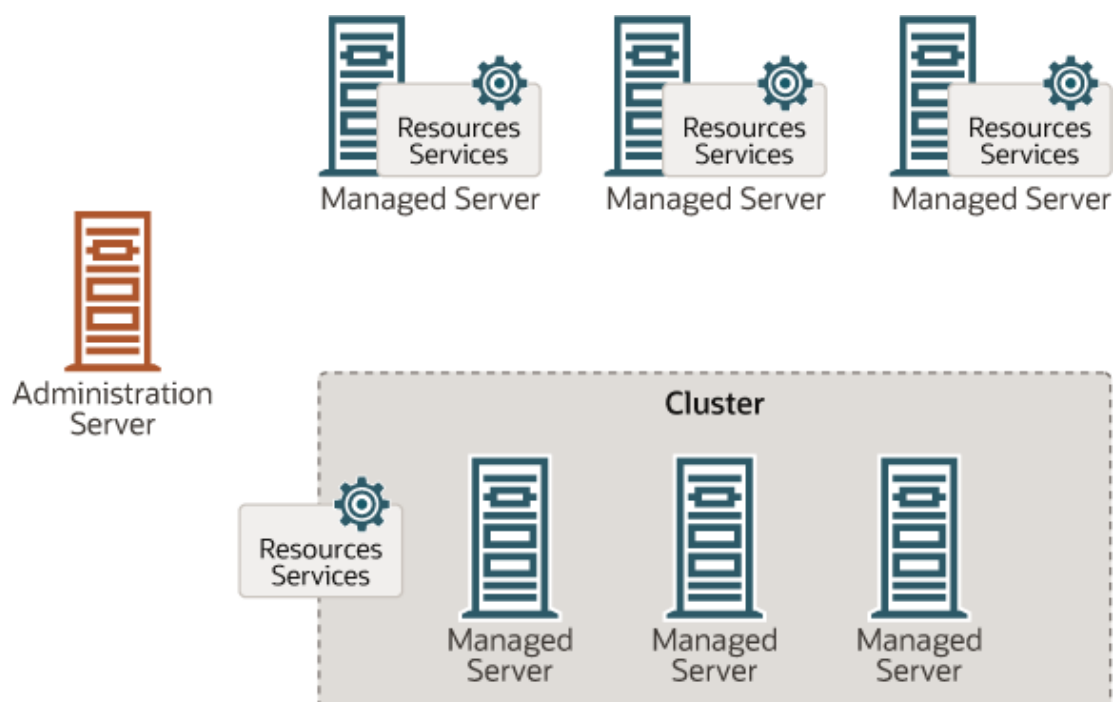 Resources
Services
Managed Server
Resources
Services
Managed Server
Resources
Services
Managed Server
Administration
Server
Cluster
Resources
Services
Managed
Server
Managed
Server
Managed
Server